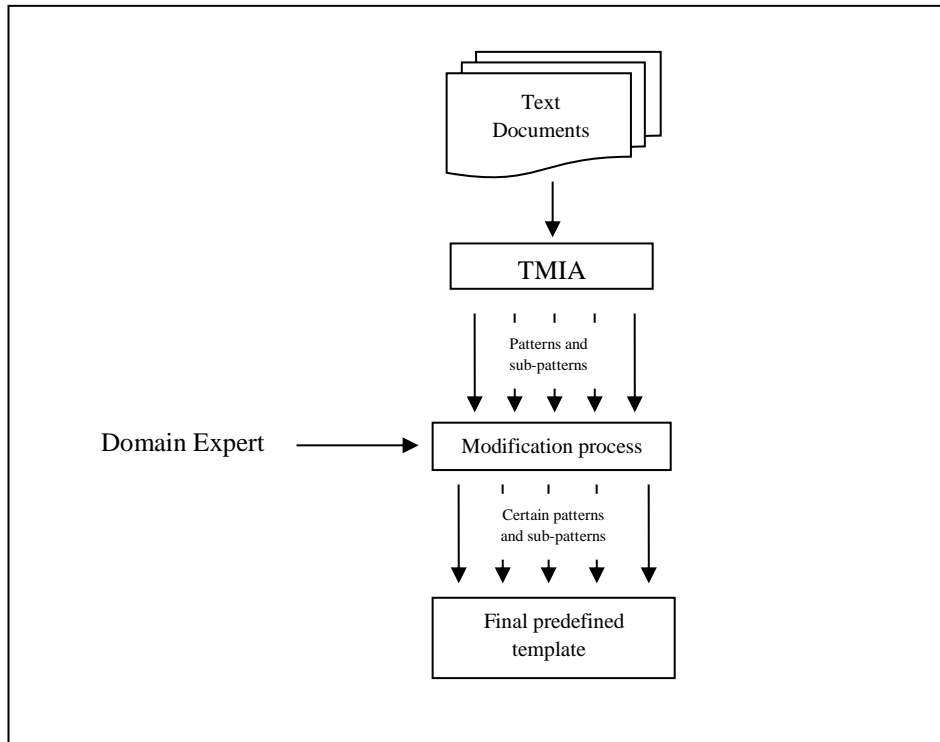 Text
Documents
TMIA
Patterns and
sub-patterns
Domain Expert
Modification process
Certain patterns
and sub-patterns
Final predefined
template